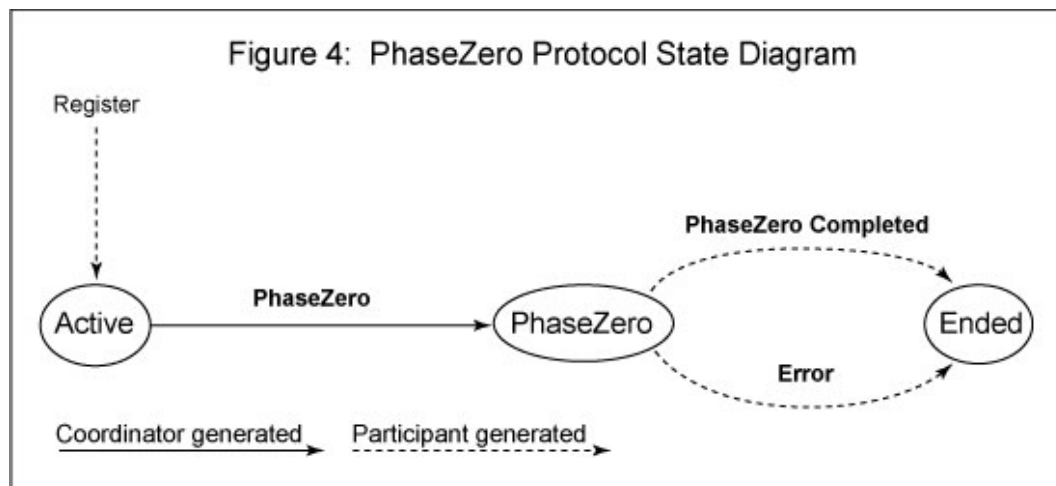 Figure 4: PhaseZero Protocol State Diagram
Register
PhaseZero Completed
PhaseZero
Active
PhaseZero
Ended
Error
Coordinator generated
Participant generated